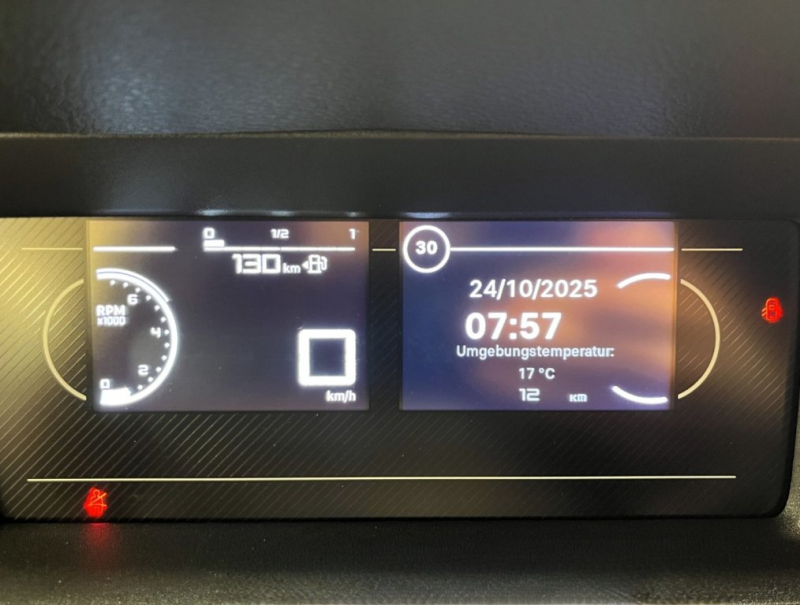 0 1/2 1
130 km
6
RPM
x1000
4
2
0
0
km/h
30
24/10/2025
07:57
Umgebungstemperatur:
17 °C
12 KM